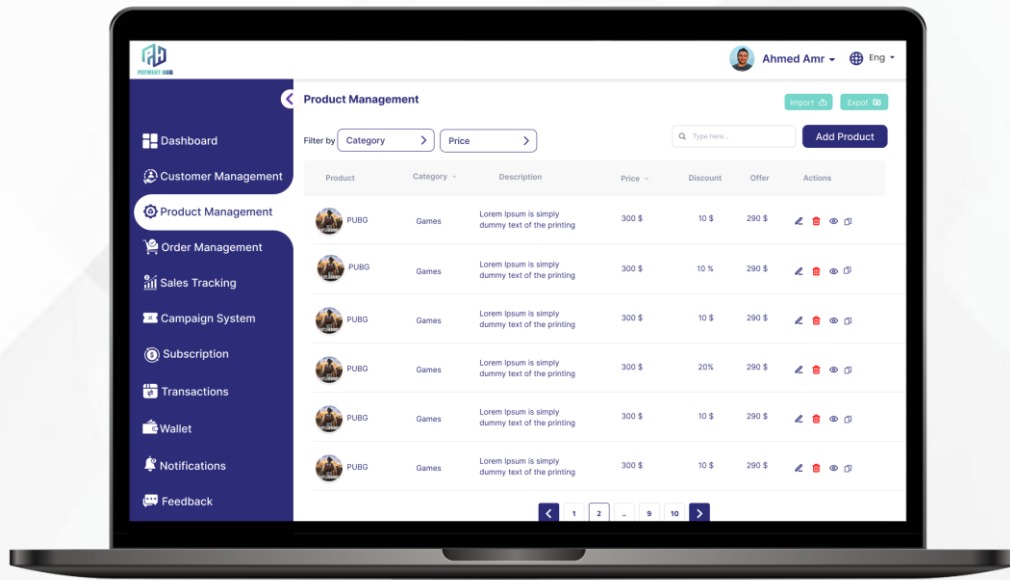 PAYMENT HUB
Ahmed Amr
Eng
Product Management
Import
Expot
Dashboard
Filter by
Category
Price
Type here...
Add Product
Customer Management
Product Category Description Price Discount Offer Actions
Product Management
PUBG Games Lorem Ipsum is simply 300 $ 10 $ 290 $
dummy text of the printing
Order Management
PUBG Games Lorem Ipsum is simply 300 $ 10 % 290 $
dummy text of the printing
Sales Tracking
PUBG Games Lorem Ipsum is simply 300 $ 10 $ 290 $
dummy text of the printing
Campaign System
Subscription
PUBG Games Lorem Ipsum is simply 300 $ 20% 290 $
dummy text of the printing
Transactions
PUBG Games Lorem Ipsum is simply 300 $ 10 $ 290 $
dummy text of the printing
Wallet
Notifications
PUBG Games Lorem Ipsum is simply 300 $ 10 $ 290 $
dummy text of the printing
Feedback
1 2 ... 9 10